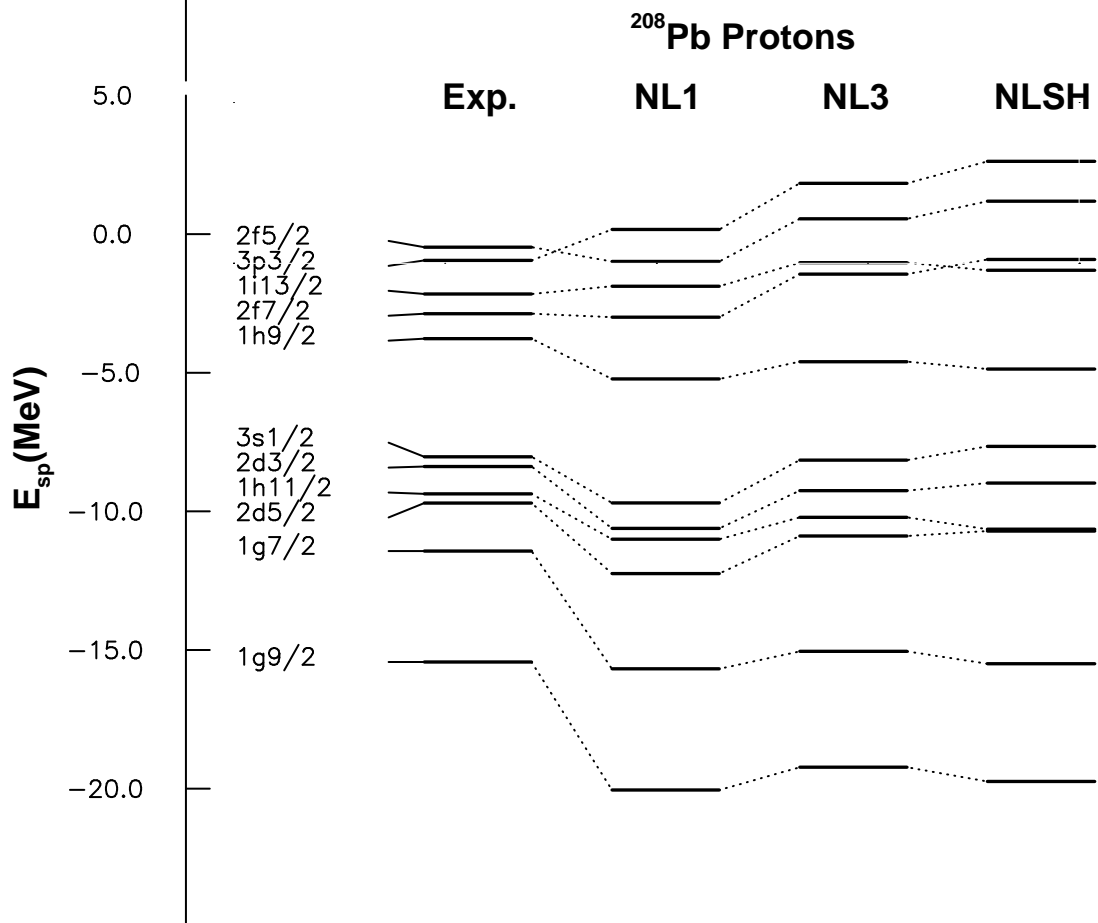 208Pb Protons
Exp. NL1 NL3 NLSH
5.0
0.0
−5.0
−10.0
−15.0
−20.0
Esp(MeV)
2f5/2
3p3/2
1i13/2
2f7/2
1h9/2
3s1/2
2d3/2
1h11/2
2d5/2
1g7/2
1g9/2